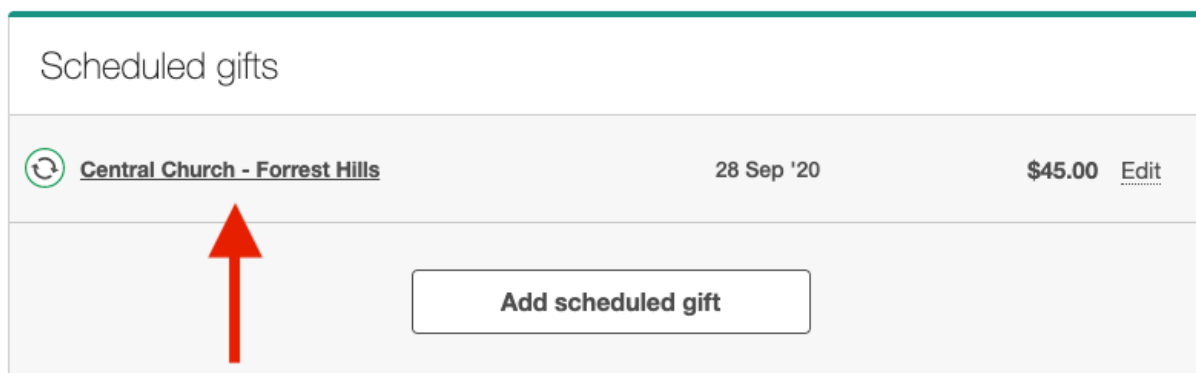 Scheduled gifts
Central Church - Forrest Hills 28 Sep '20 $45.00 Edit
Add scheduled gift